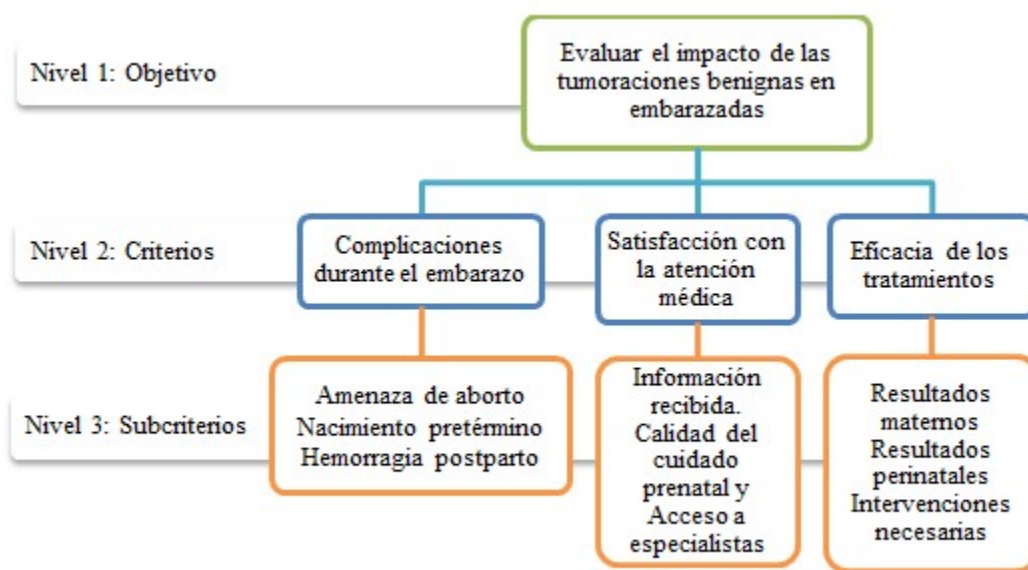 Nivel 1: Objetivo
Evaluar el impacto de las
tumoraciones benignas en
embarazadas
Nivel 2: Criterios
Complicaciones
durante el embarazo
Satisfacción con
la atención
médica
Eficacia de los
tratamientos
Nivel 3: Subcriterios
Amenaza de aborto
Nacimiento pretérmino
Hemorragia postparto
Información
recibida.
Calidad del
cuidado
prenatal y
Acceso a
especialistas
Resultados
maternos
Resultados
perinatales
Intervenciones
necesarias